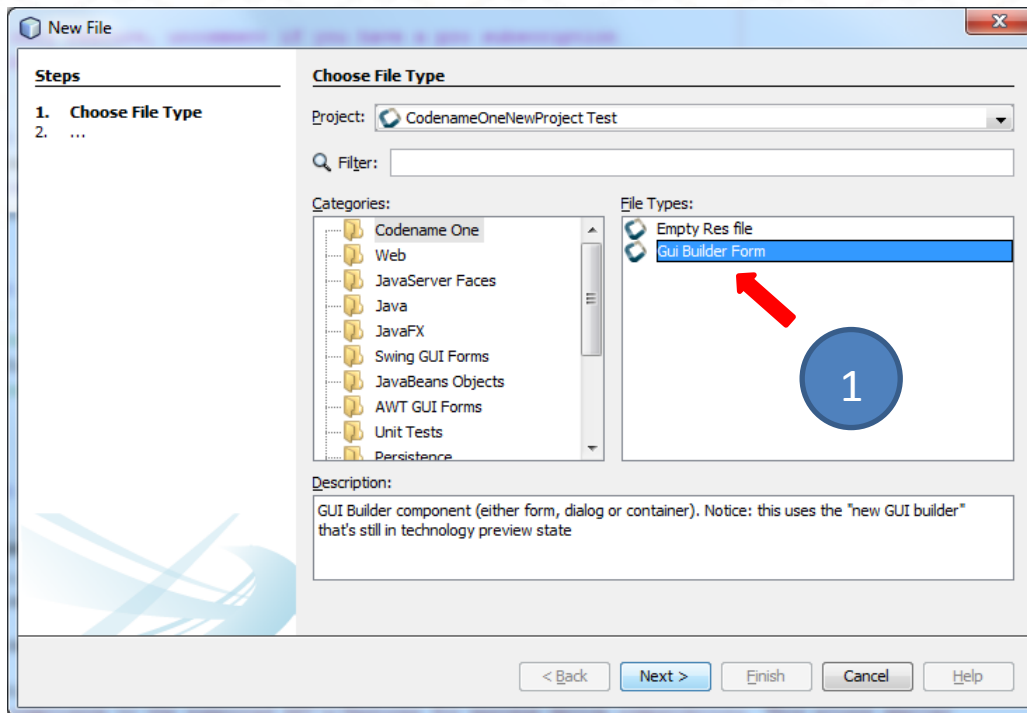 New File
Steps
1. Choose File Type
2. ...
Choose File Type
Project: CodenameOneNewProject Test
Filter:
Categories:
Codename One
Web
JavaServer Faces
Java
JavaFX
Swing GUI Forms
JavaBeans Objects
AWT GUI Forms
Unit Tests
Persistence
File Types:
Empty Res file
Gui Builder Form
1
Description:
GUI Builder component (either form, dialog or container). Notice: this uses the "new GUI builder"
that's still in technology preview state
< Back Next > Finish Cancel Help